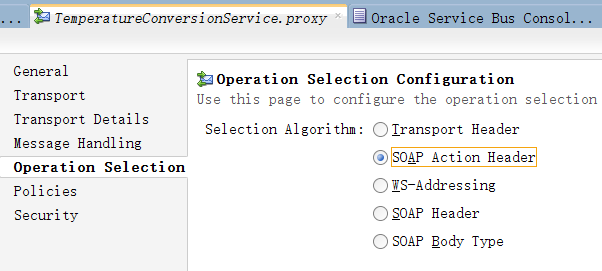 ... TemperatureConversionService.proxy Oracle Service Bus Consol...
General
Transport
Transport Details
Message Handling
Operation Selection
Policies
Security
Operation Selection Configuration
Use this page to configure the operation selection
Selection Algorithm: Transport Header
SOAP Action Header
WS-Addressing
SOAP Header
SOAP Body Type